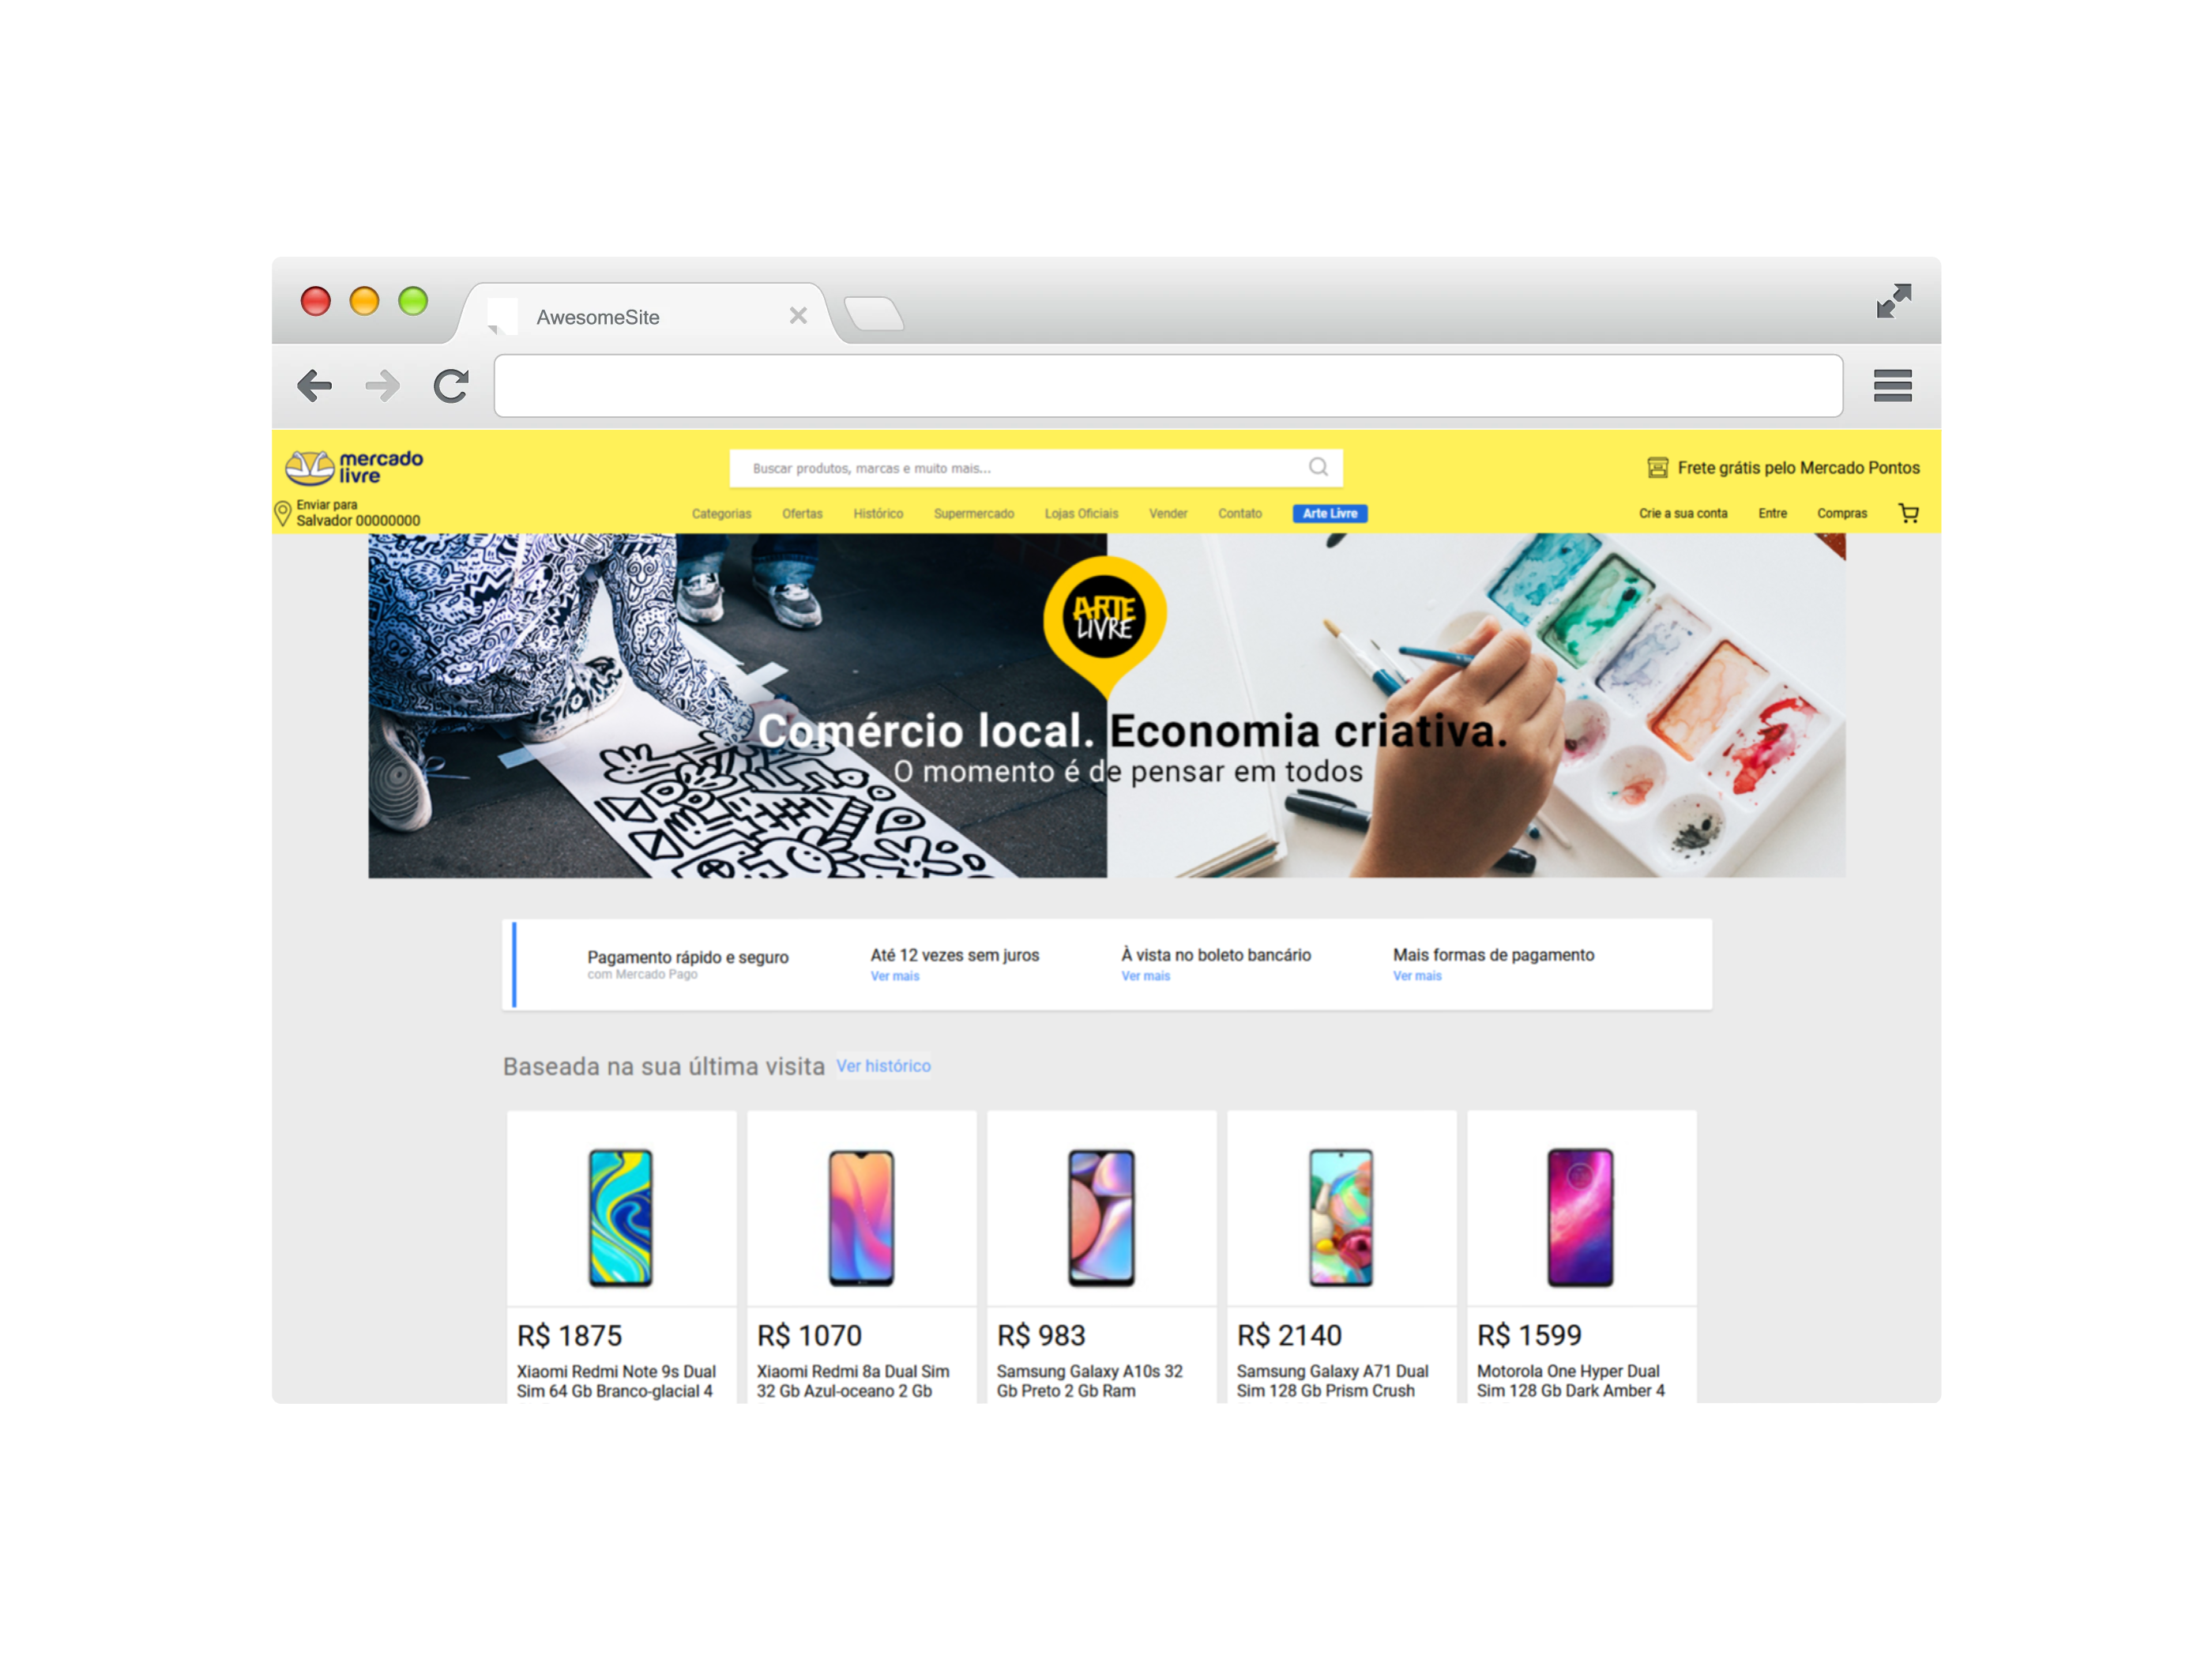 AwesomeSite
mercado
livre
Buscar produtos, marcas e muito mais...
Frete grátis pelo Mercado Pontos
Enviar para
Salvador 00000000
Categorias Ofertas Histórico Supermercado Lojas Oficiais Vender Contato Arte Livre
Crie a sua conta Entre Compras
ARTE
LIVRE
Comércio local. Economia criativa.
O momento é de pensar em todos
Pagamento rápido e seguro
com Mercado Pago
Até 12 vezes sem juros
Ver mais
À vista no boleto bancário
Ver mais
Mais formas de pagamento
Ver mais
Baseada na sua última visita Ver histórico
R$ 1875
Xiaomi Redmi Note 9s Dual
Sim 64 Gb Branco-glacial 4
R$ 1070
Xiaomi Redmi 8a Dual Sim
32 Gb Azul-oceano 2 Gb
R$ 983
Samsung Galaxy A10s 32
Gb Preto 2 Gb Ram
R$ 2140
Samsung Galaxy A71 Dual
Sim 128 Gb Prism Crush
R$ 1599
Motorola One Hyper Dual
Sim 128 Gb Dark Amber 4